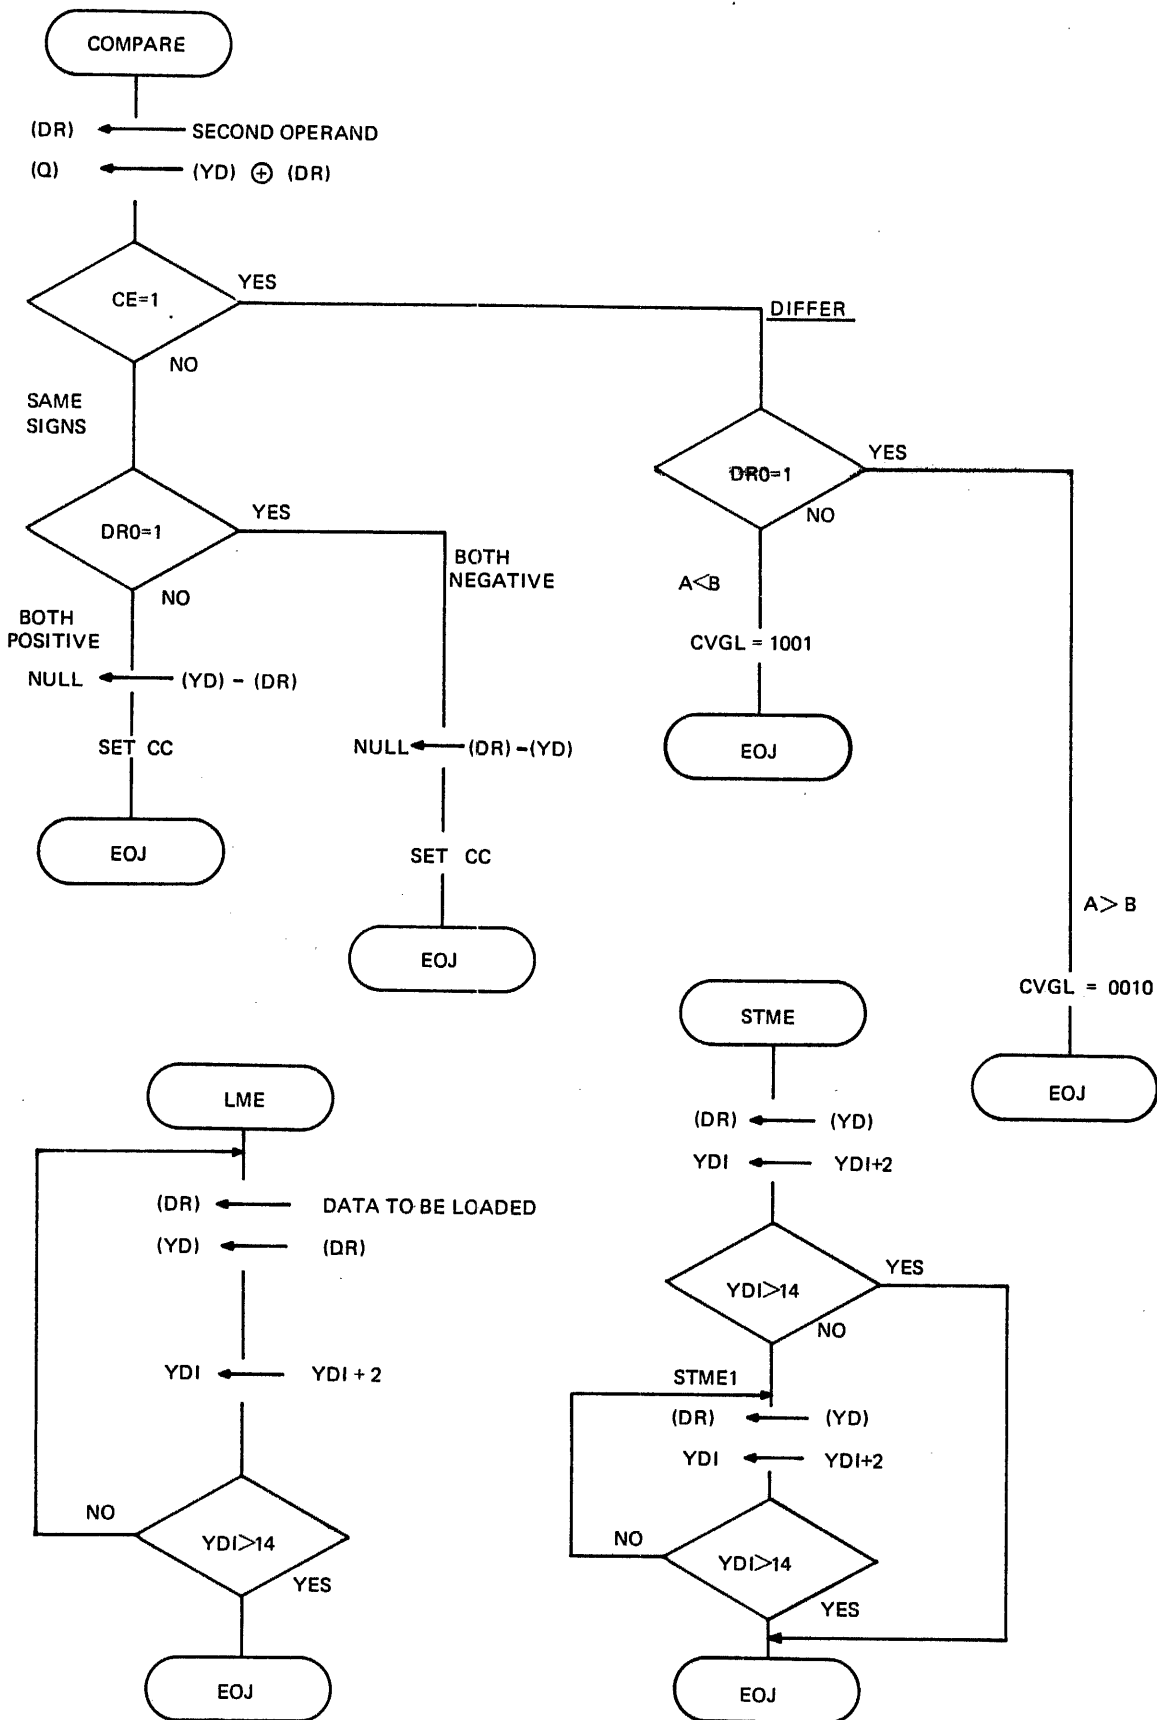 COMPARE
(DR) ← SECOND OPERAND
(Q) ← (YD) ⊕ (DR)
CE=1
YES
NO
DIFFER
SAME
SIGNS
DR0=1
YES
NO
BOTH
NEGATIVE
BOTH
POSITIVE
NULL ← (YD) - (DR)
SET CC
EOJ
NULL ← (DR) - (YD)
SET CC
EOJ
DR0=1
YES
NO
A<B
CVGL = 1001
EOJ
A> B
CVGL = 0010
EOJ
LME
(DR) ← DATA TO BE LOADED
(YD) ← (DR)
YDI ← YDI + 2
NO
YDI>14
YES
EOJ
STME
(DR) ← (YD)
YDI ← YDI+2
YDI>14
YES
NO
STME1
(DR) ← (YD)
YDI ← YDI+2
NO
YDI>14
YES
EOJ